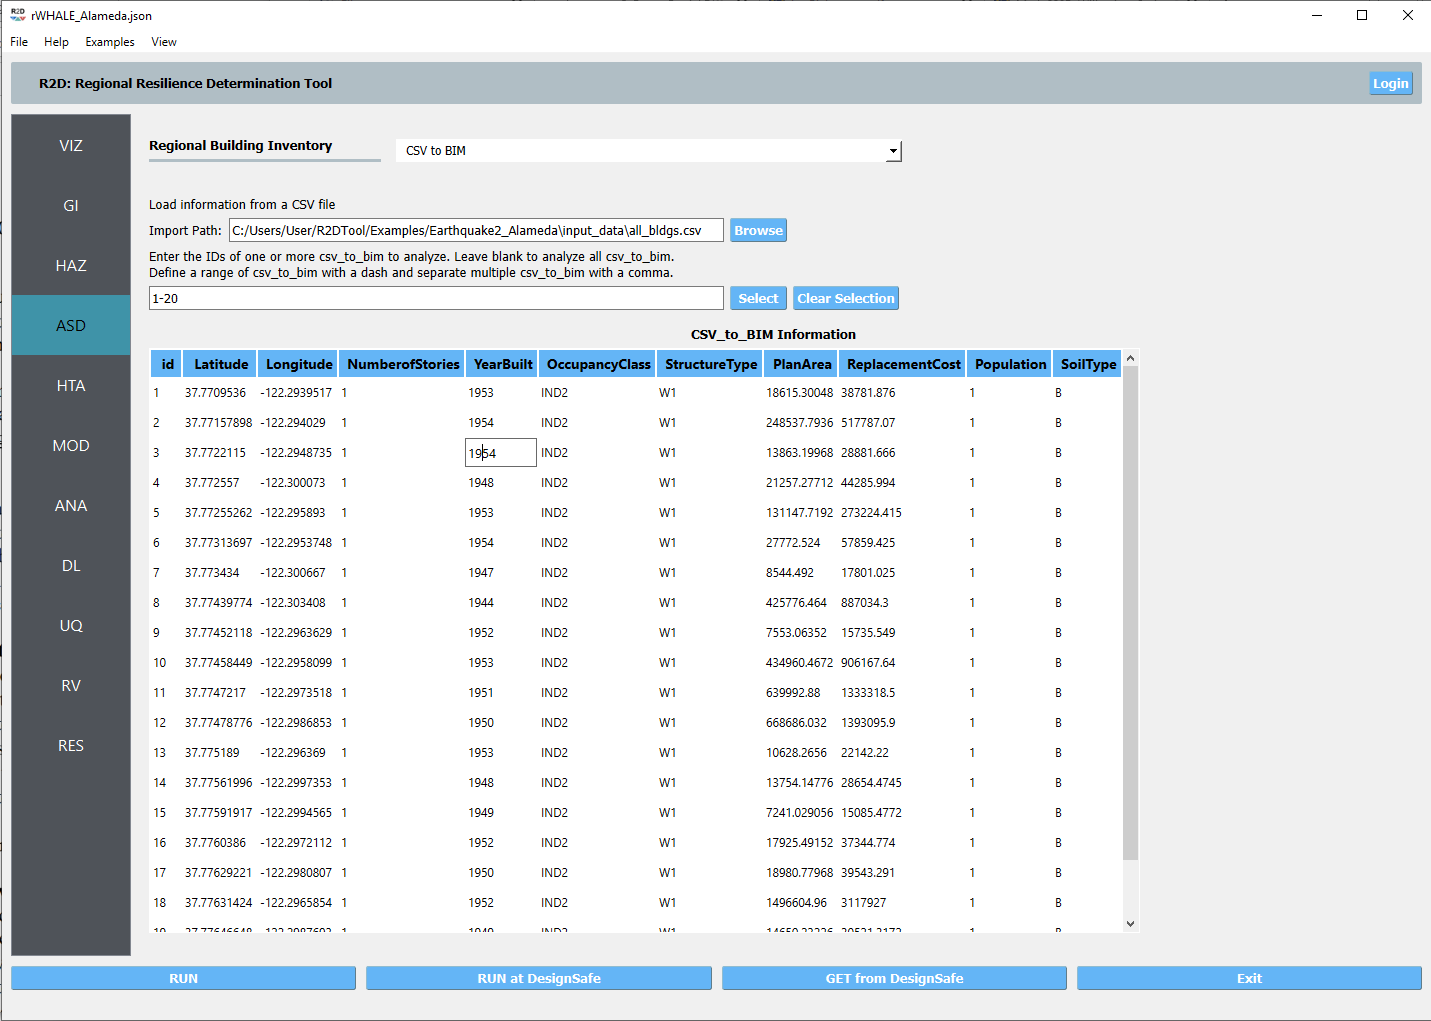 R2D rWHALE_Alameda.json
File Help Examples View
R2D: Regional Resilience Determination Tool Login
VIZ
GI
HAZ
ASD
HTA
MOD
ANA
DL
UQ
RV
RES
Regional Building Inventory CSV to BIM
Load information from a CSV file
Import Path: C:/Users/User/R2DTool/Examples/Earthquake2_Alameda\input_data\all_bldgs.csv Browse
Enter the IDs of one or more csv_to_bim to analyze. Leave blank to analyze all csv_to_bim.
Define a range of csv_to_bim with a dash and separate multiple csv_to_bim with a comma.
1-20 Select Clear Selection
CSV_to_BIM Information
id Latitude Longitude NumberofStories YearBuilt OccupancyClass StructureType PlanArea ReplacementCost Population SoilType
1 37.7709536 -122.2939517 1 1953 IND2 W1 18615.30048 38781.876 1 B
2 37.77157898 -122.294029 1 1954 IND2 W1 248537.7936 517787.07 1 B
3 37.7722115 -122.2948735 1 1954 IND2 W1 13863.19968 28881.666 1 B
4 37.772557 -122.300073 1 1948 IND2 W1 21257.27712 44285.994 1 B
5 37.77255262 -122.295893 1 1953 IND2 W1 131147.7192 273224.415 1 B
6 37.77313697 -122.2953748 1 1954 IND2 W1 27772.524 57859.425 1 B
7 37.773434 -122.300667 1 1947 IND2 W1 8544.492 17801.025 1 B
8 37.77439774 -122.303408 1 1944 IND2 W1 425776.464 887034.3 1 B
9 37.77452118 -122.2963629 1 1952 IND2 W1 7553.06352 15735.549 1 B
10 37.77458449 -122.2958099 1 1953 IND2 W1 434960.4672 906167.64 1 B
11 37.7747217 -122.2973518 1 1951 IND2 W1 639992.88 1333318.5 1 B
12 37.77478776 -122.2986853 1 1950 IND2 W1 668686.032 1393095.9 1 B
13 37.775189 -122.296369 1 1953 IND2 W1 10628.2656 22142.22 1 B
14 37.77561996 -122.2997353 1 1948 IND2 W1 13754.14776 28654.4745 1 B
15 37.77591917 -122.2994565 1 1949 IND2 W1 7241.029056 15085.4772 1 B
16 37.7760386 -122.2972112 1 1952 IND2 W1 17925.49152 37344.774 1 B
17 37.77629221 -122.2980807 1 1950 IND2 W1 18980.77968 39543.291 1 B
18 37.77631424 -122.2965854 1 1952 IND2 W1 1496604.96 3117927 1 B
RUN RUN at DesignSafe GET from DesignSafe Exit